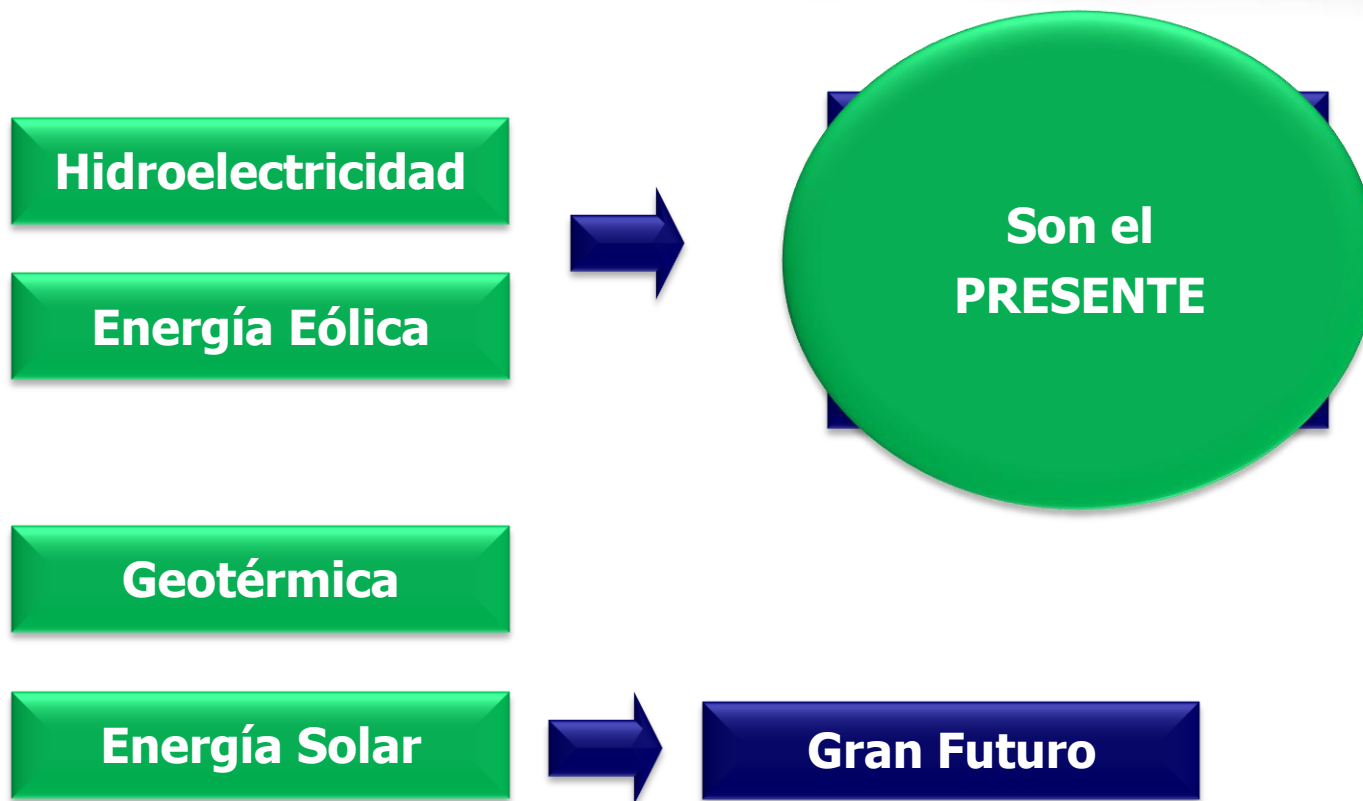 Hidroelectricidad
Energía Eólica
Son el
PRESENTE
Geotérmica
Energía Solar
Gran Futuro